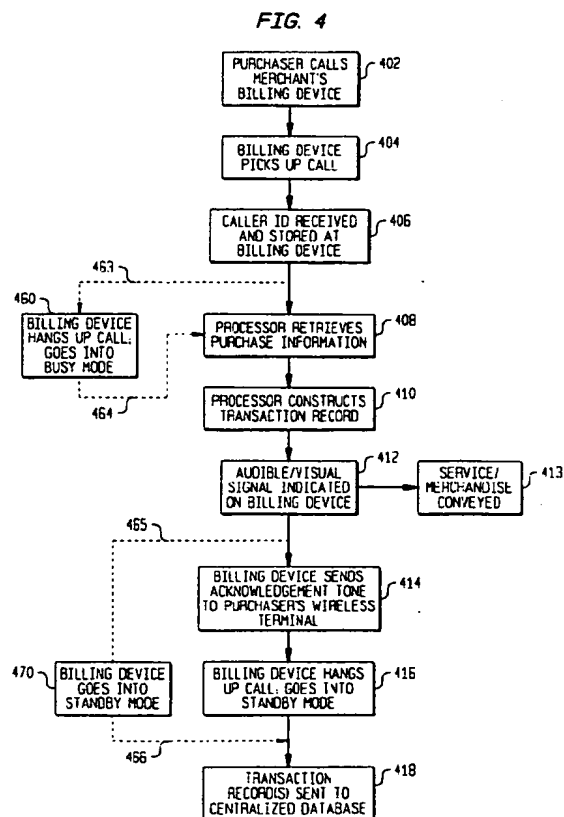 FIG. 4
PURCHASER CALLS
MERCHANT'S
BILLING DEVICE
402
BILLING DEVICE
PICKS UP CALL
404
CALLER ID RECEIVED
AND STORED AT
BILLING DEVICE
406
463
460
BILLING DEVICE
HANGS UP CALL;
GOES INTO
BUSY MODE
464
PROCESSOR RETRIEVES
PURCHASE INFORMATION
408
PROCESSOR CONSTRUCTS
TRANSACTION RECORD
410
AUDIBLE/VISUAL
SIGNAL INDICATED
ON BILLING DEVICE
412
SERVICE/
MERCHANDISE
CONVEYED
413
465
BILLING DEVICE SENDS
ACKNOWLEDGEMENT TONE
TO PURCHASER'S WIRELESS
TERMINAL
414
470
BILLING DEVICE
GOES INTO
STANDBY MODE
BILLING DEVICE HANGS
UP CALL; GOES INTO
STANDBY MODE
416
466
TRANSACTION
RECORD(S) SENT TO
CENTRALIZED DATABASE
418